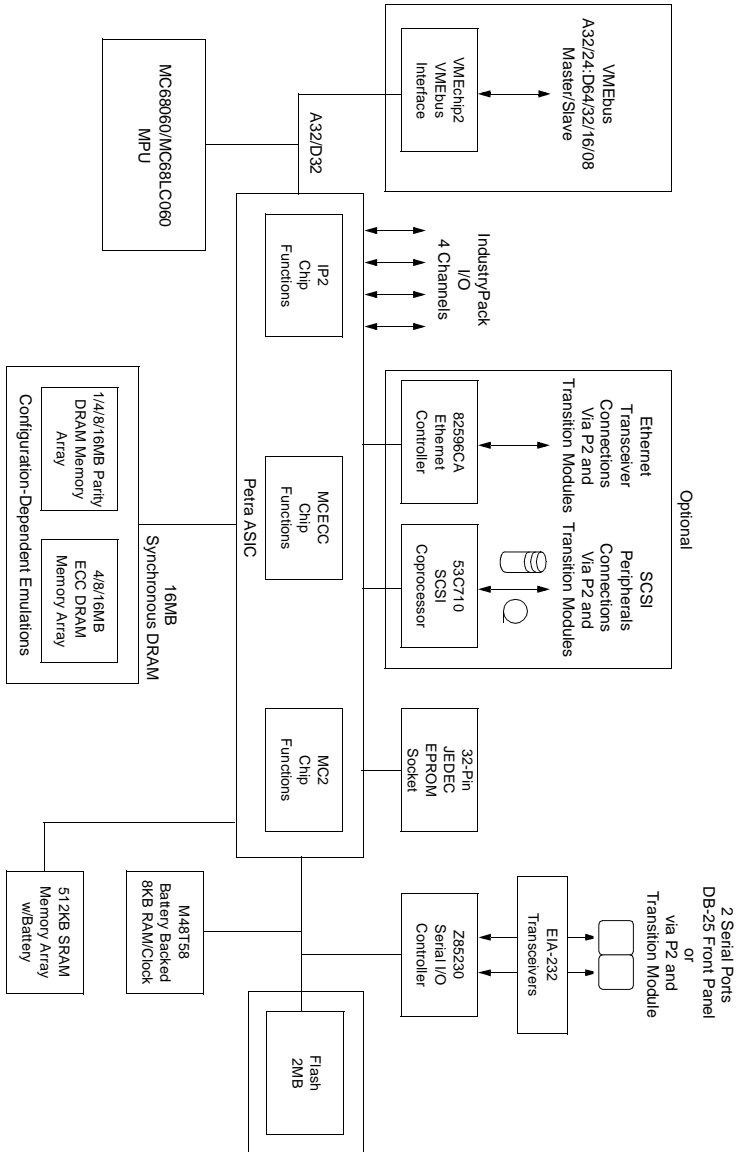 VMEbus
A32/24:D64/32/16/08
Master/Slave
VMEchip2
VMEbus
Interface
A32/D32
MC68060/MC68LC060
MPU
IndustryPack
I/O
4 Channels
IP2
Chip
Functions
Optional
Ethernet
Transceiver
Connections
Via P2 and
Transition Modules
SCSI
Peripherals
Connections
Via P2 and
Transition Modules
82596CA
Ethernet
Controller
53C710
SCSI
Coprocessor
MCECC
Chip
Functions
Petra ASIC
16MB
Synchronous DRAM
1/4/8/16MB Parity
DRAM Memory
Array
4/8/16MB
ECC DRAM
Memory Array
Configuration-Dependent Emulations
32-Pin
JEDEC
EPROM
Socket
MC2
Chip
Functions
2 Serial Ports
DB-25 Front Panel
or
via P2 and
Transition Module
EIA-232
Transceivers
Z85230
Serial I/O
Controller
M48T58
Battery Backed
8KB RAM/Clock
512KB SRAM
Memory Array
w/Battery
Flash
2MB